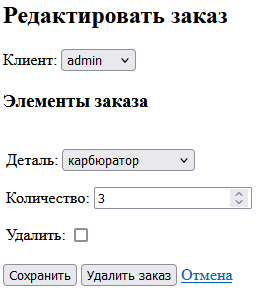 Редактировать заказ
Клиент: admin
Элементы заказа
Деталь: карбюратор
Количество: 3
Удалить:
Сохранить Удалить заказ Отмена